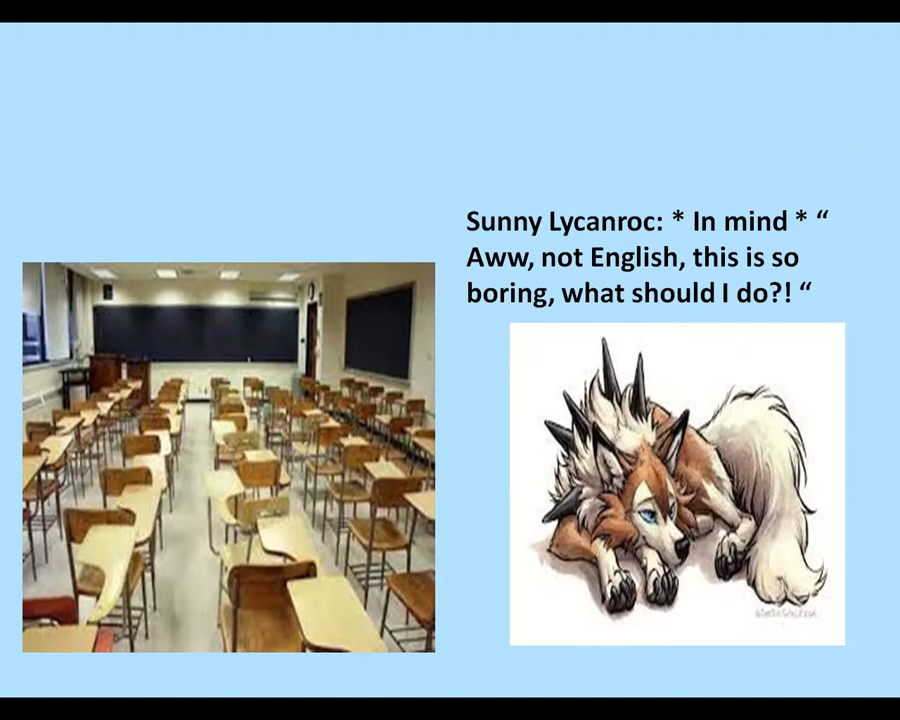 Sunny Lycanroc: * In mind * “
Aww, not English, this is so
boring, what should I do?! “